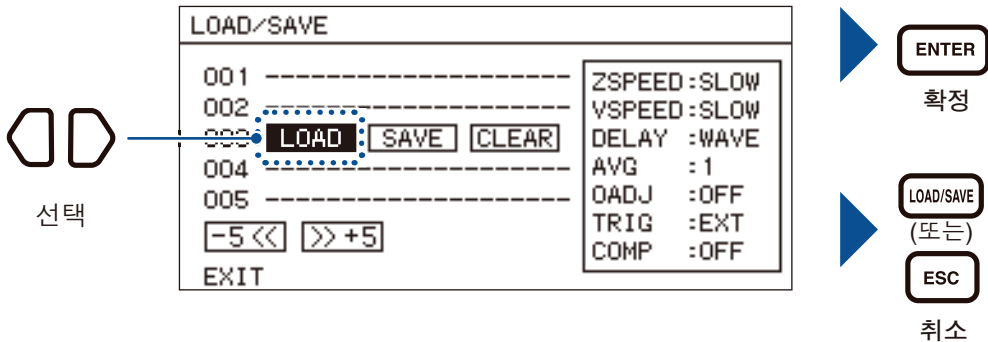 LOAD/SAVE
001 --------------------
002 --------------------
003 LOAD SAVE CLEAR
004 --------------------
005 --------------------
-5<< >>+5
EXIT
ZSPEED:SLOW
VSPEED:SLOW
DELAY :WAVE
AVG :1
OADJ :OFF
TRIG :EXT
COMP :OFF
선택
ENTER
확정
LOAD/SAVE
(또는)
ESC
취소